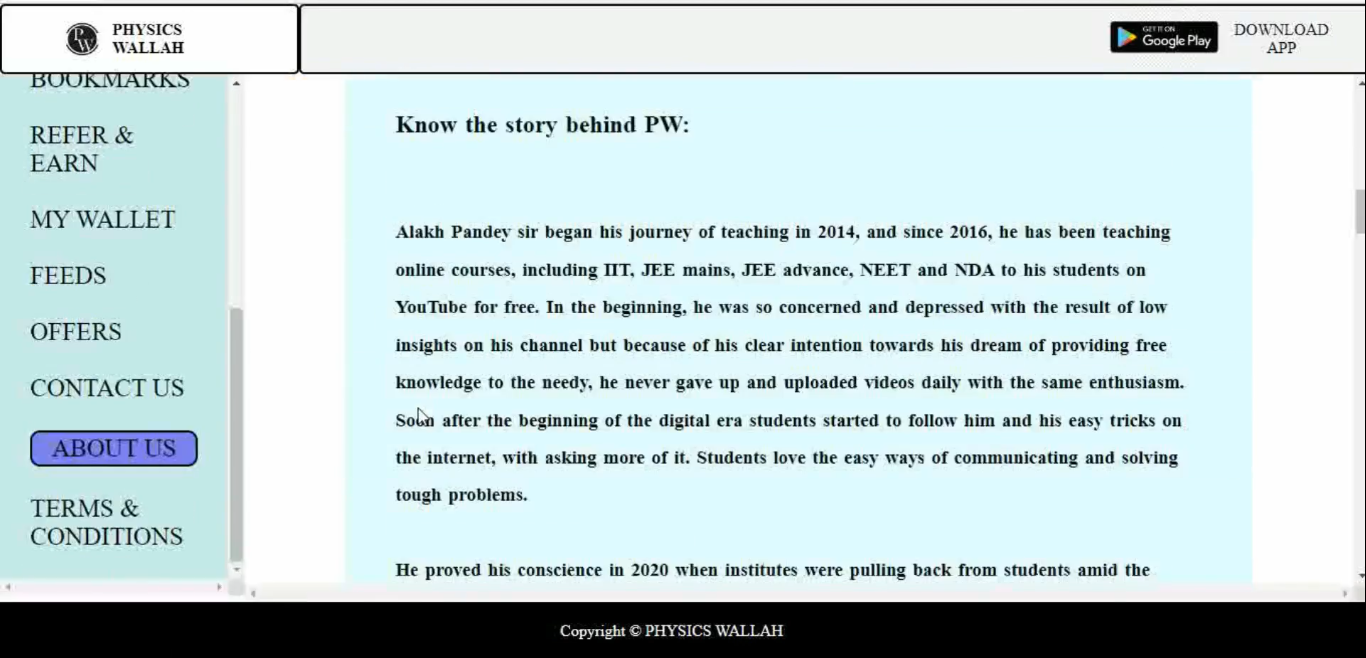 PHYSICS
WALLAH
GET IT ON
Google Play
DOWNLOAD
APP
BOOKMARKS
REFER &
EARN
MY WALLET
FEEDS
OFFERS
CONTACT US
ABOUT US
TERMS &
CONDITIONS
Know the story behind PW:
Alakh Pandey sir began his journey of teaching in 2014, and since 2016, he has been teaching
online courses, including IIT, JEE mains, JEE advance, NEET and NDA to his students on
YouTube for free. In the beginning, he was so concerned and depressed with the result of low
insights on his channel but because of his clear intention towards his dream of providing free
knowledge to the needy, he never gave up and uploaded videos daily with the same enthusiasm.
Soon after the beginning of the digital era students started to follow him and his easy tricks on
the internet, with asking more of it. Students love the easy ways of communicating and solving
tough problems.
He proved his conscience in 2020 when institutes were pulling back from students amid the
Copyright © PHYSICS WALLAH